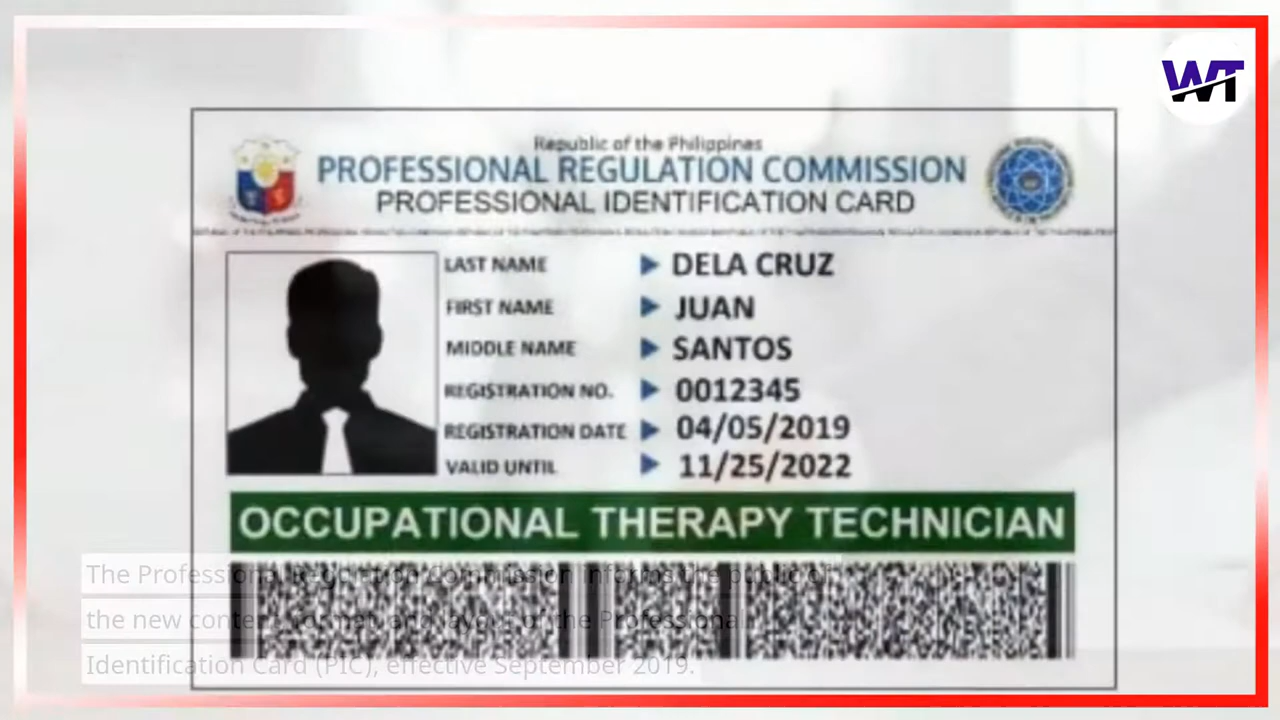 WT
Republic of the Philippines
PROFESSIONAL REGULATION COMMISSION
PROFESSIONAL IDENTIFICATION CARD
LAST NAME DELA CRUZ
FIRST NAME JUAN
MIDDLE NAME SANTOS
REGISTRATION NO. 0012345
REGISTRATION DATE 04/05/2019
VALID UNTIL 11/25/2022
OCCUPATIONAL THERAPY TECHNICIAN
The Professional Regulation Commission informs the public of
the new content, format, and layout of the Professional
Identification Card (PIC), effective September 2019.